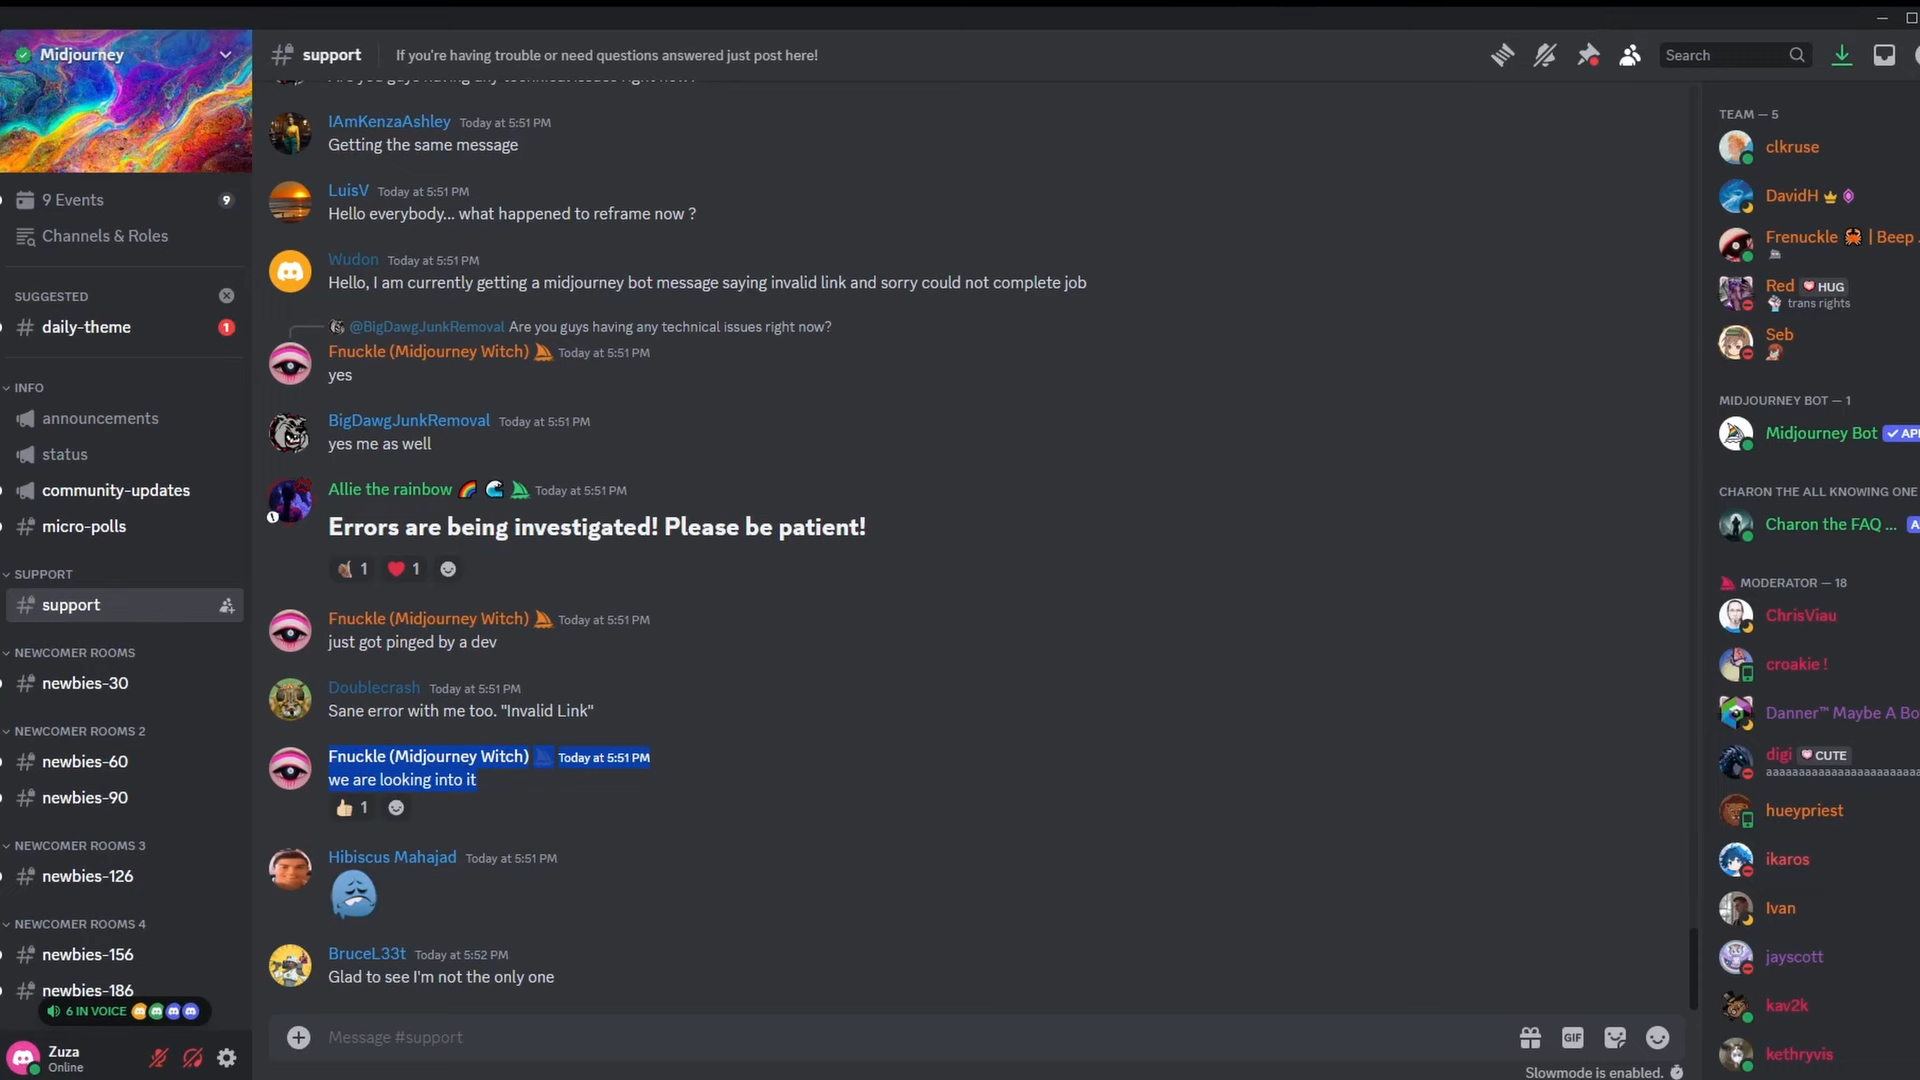 Midjourney
9 Events
9
Channels & Roles
SUGGESTED
daily-theme
1
INFO
announcements
status
community-updates
micro-polls
SUPPORT
support
NEWCOMER ROOMS
newbies-30
NEWCOMER ROOMS 2
newbies-60
newbies-90
NEWCOMER ROOMS 3
newbies-126
NEWCOMER ROOMS 4
newbies-156
newbies-186
6 IN VOICE
Zuza
Online
support
If you're having trouble or need questions answered just post here!
Search
Are you guys having any technical issues right now?
IAmKenzaAshley Today at 5:51 PM
Getting the same message
LuisV Today at 5:51 PM
Hello everybody... what happened to reframe now ?
Wudon Today at 5:51 PM
Hello, I am currently getting a midjourney bot message saying invalid link and sorry could not complete job
@BigDawgJunkRemoval Are you guys having any technical issues right now?
Fnuckle (Midjourney Witch) Today at 5:51 PM
yes
BigDawgJunkRemoval Today at 5:51 PM
yes me as well
Allie the rainbow Today at 5:51 PM
Errors are being investigated! Please be patient!
1 1
Fnuckle (Midjourney Witch) Today at 5:51 PM
just got pinged by a dev
Doublecrash Today at 5:51 PM
Sane error with me too. "Invalid Link"
Fnuckle (Midjourney Witch) Today at 5:51 PM
we are looking into it
1
Hibiscus Mahajad Today at 5:51 PM
BruceL33t Today at 5:52 PM
Glad to see I'm not the only one
Message #support
GIF
Slowmode is enabled.
TEAM — 5
clkruse
DavidH
Frenuckle | Beep
Red HUG
trans rights
Seb
MIDJOURNEY BOT — 1
Midjourney Bot AP
CHARON THE ALL KNOWING ONE
Charon the FAQ ... A
MODERATOR — 18
ChrisViau
croakie !
Danner™ Maybe A Bo
digi CUTE
aaaaaaaaaaaaaaaaaaaaaaa
hueypriest
ikaros
Ivan
jayscott
kav2k
kethryvis